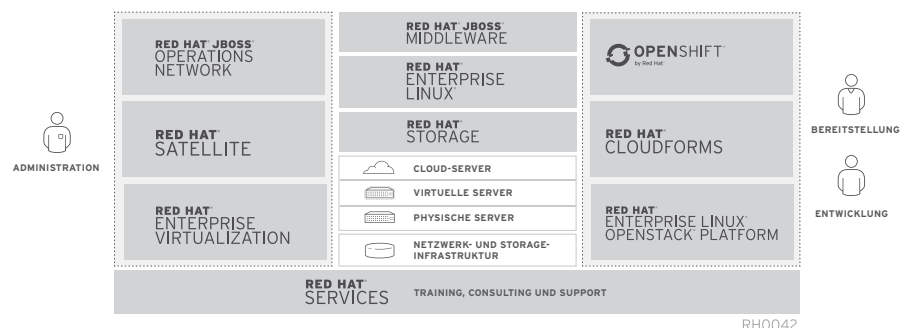 ADMINISTRATION
RED HAT® JBOSS®
OPERATIONS
NETWORK
RED HAT®
SATELLITE
RED HAT®
ENTERPRISE
VIRTUALIZATION
RED HAT® JBOSS®
MIDDLEWARE
RED HAT®
ENTERPRISE
LINUX®
RED HAT®
STORAGE
CLOUD-SERVER
VIRTUELLE SERVER
PHYSISCHE SERVER
NETZWERK- UND STORAGE-
INFRASTRUKTUR
OPENSHIFT®
by Red Hat®
RED HAT®
CLOUDFORMS
RED HAT®
ENTERPRISE LINUX®
OPENSTACK® PLATFORM
BEREITSTELLUNG
ENTWICKLUNG
RED HAT®
SERVICES
TRAINING, CONSULTING UND SUPPORT
RH0042